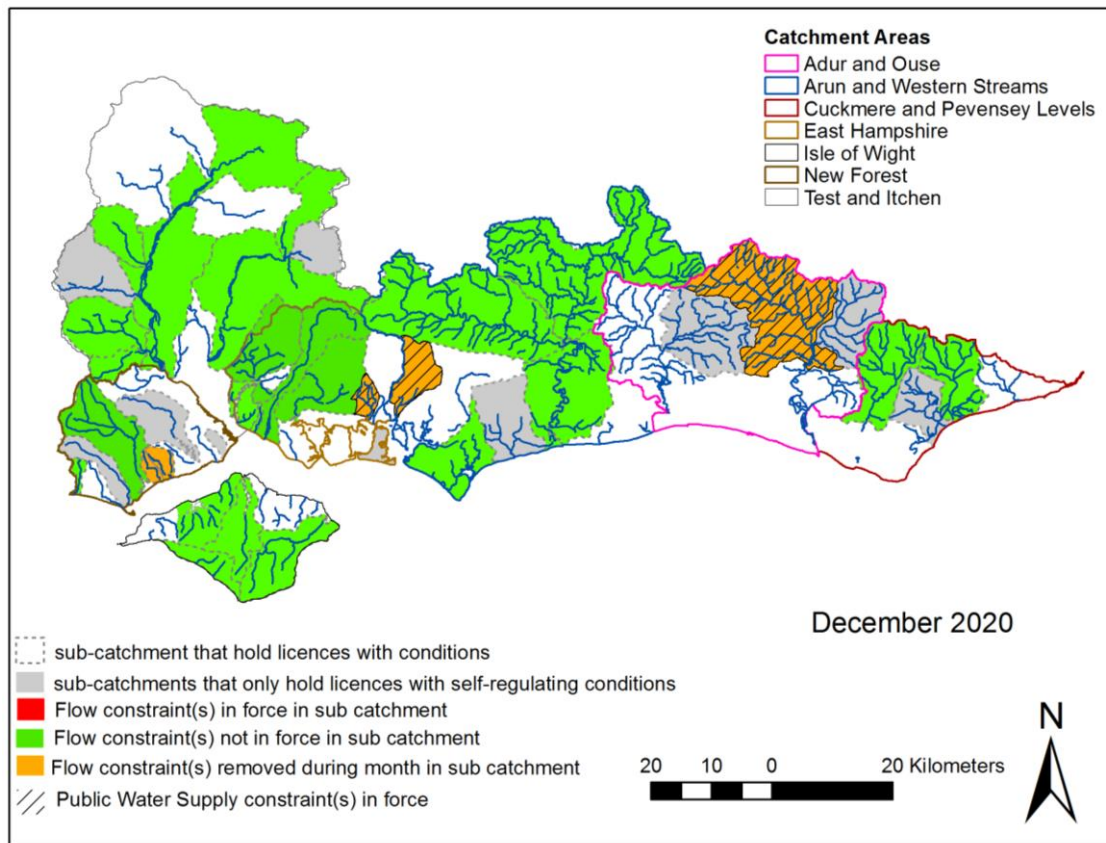 Catchment Areas
Adur and Ouse
Arun and Western Streams
Cuckmere and Pevensey Levels
East Hampshire
Isle of Wight
New Forest
Test and Itchen
December 2020
sub-catchment that hold licences with conditions
sub-catchments that only hold licences with self-regulating conditions
Flow constraint(s) in force in sub catchment
Flow constraint(s) not in force in sub catchment
Flow constraint(s) removed during month in sub catchment
Public Water Supply constraint(s) in force
20 10 0 20 Kilometers
N